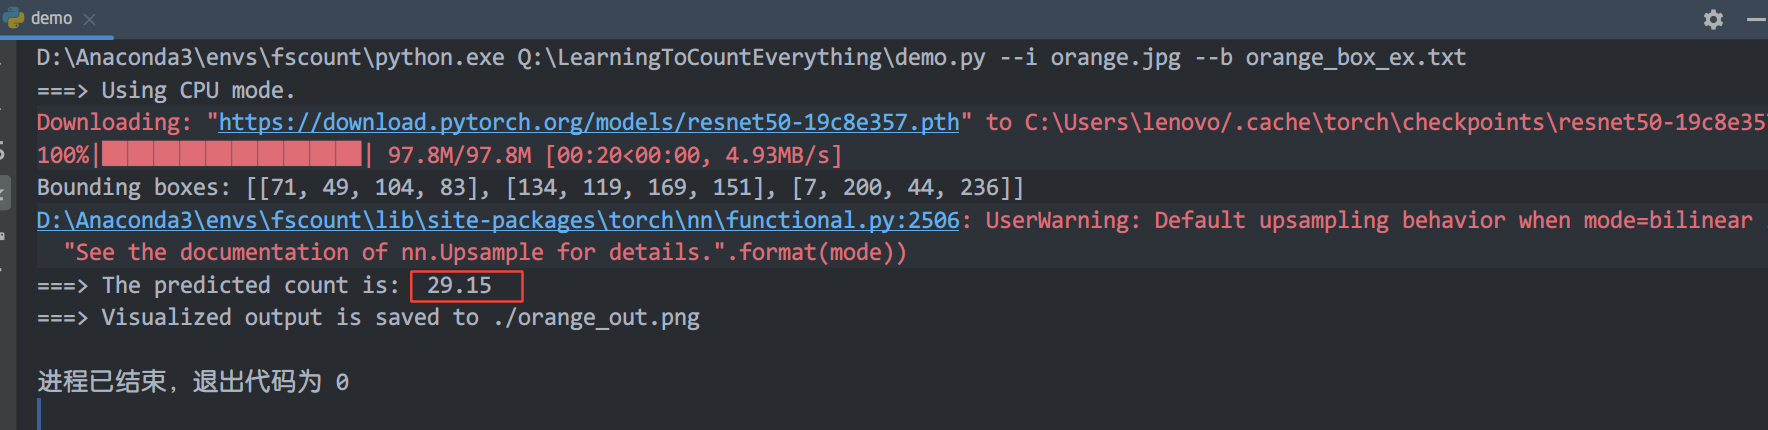 demo
D:\Anaconda3\envs\fscount\python.exe Q:\LearningToCountEverything\demo.py --i orange.jpg --b orange_box_ex.txt
===> Using CPU mode.
Downloading: "https://download.pytorch.org/models/resnet50-19c8e357.pth" to C:\Users\lenovo/.cache\torch\checkpoints\resnet50-19c8e35
100%|███████████████| 97.8M/97.8M [00:20<00:00, 4.93MB/s]
Bounding boxes: [[71, 49, 104, 83], [134, 119, 169, 151], [7, 200, 44, 236]]
D:\Anaconda3\envs\fscount\lib\site-packages\torch\nn\functional.py:2506: UserWarning: Default upsampling behavior when mode=bilinear
"See the documentation of nn.Upsample for details.".format(mode))
===> The predicted count is: 29.15
===> Visualized output is saved to ./orange_out.png
进程已结束，退出代码为 0